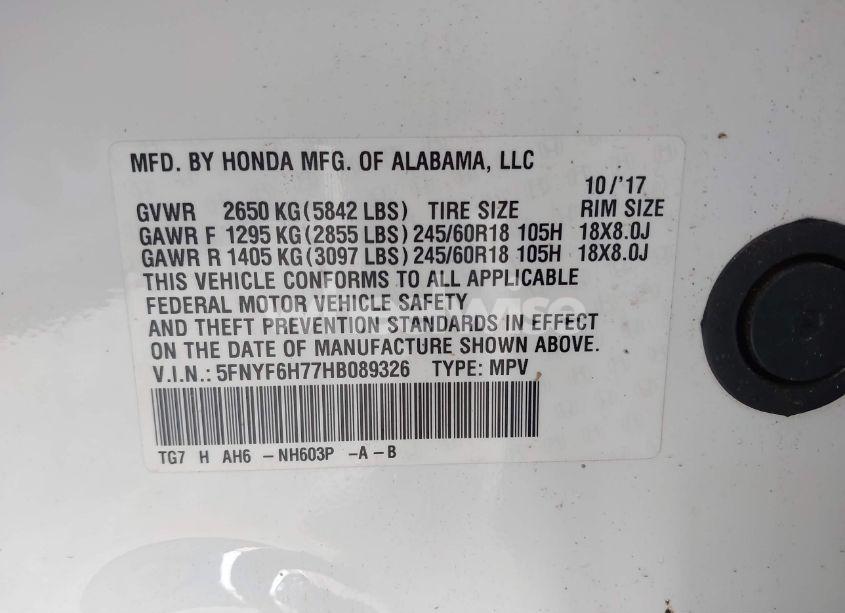 MFD. BY HONDA MFG. OF ALABAMA, LLC
10/'17
GVWR 2650 KG(5842 LBS) TIRE SIZE RIM SIZE
GAWR F 1295 KG(2855 LBS) 245/60R18 105H 18X8.0J
GAWR R 1405 KG(3097 LBS) 245/60R18 105H 18X8.0J
THIS VEHICLE CONFORMS TO ALL APPLICABLE
FEDERAL MOTOR VEHICLE SAFETY
AND THEFT PREVENTION STANDARDS IN EFFECT
ON THE DATE OF MANUFACTURE SHOWN ABOVE.
V.I.N.: 5FNYF6H77HB089326 TYPE: MPV
TG7 H AH6 -NH603P -A-B